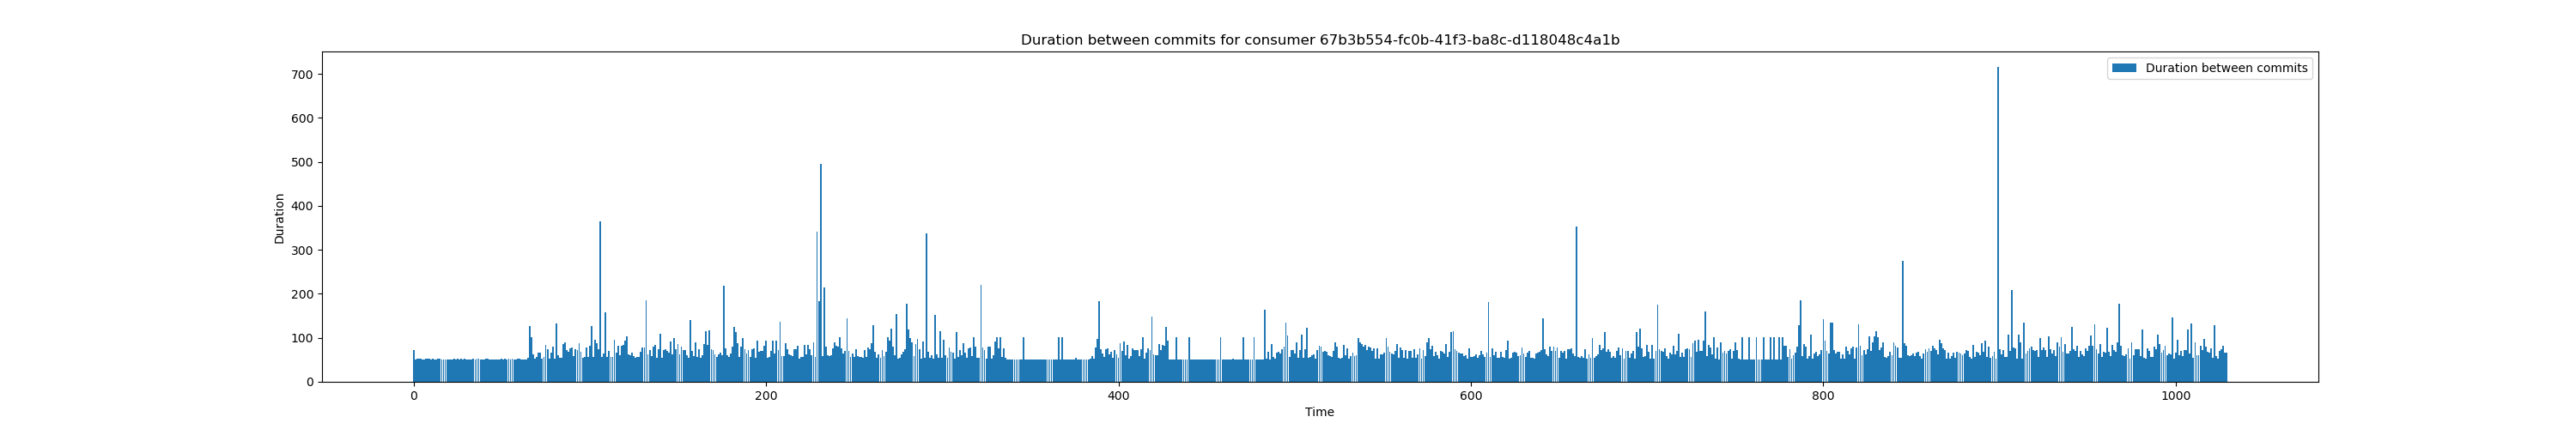 Duration between commits for consumer 67b3b554-fc0b-41f3-ba8c-d118048c4a1b
Duration between commits
700
600
500
400
300
200
100
0
Duration
0 200 400 600 800 1000
Time